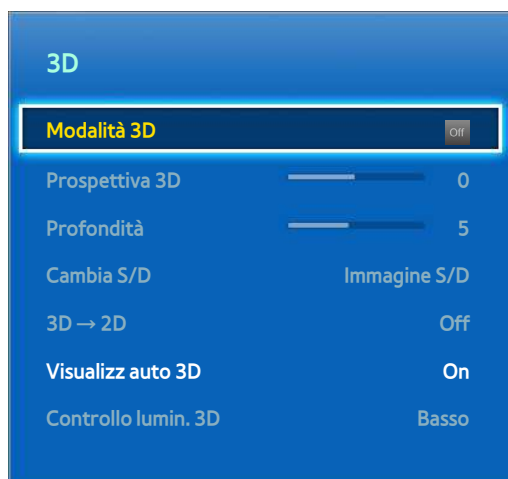 3D
Modalità 3D Off
Prospettiva 3D 0
Profondità 5
Cambia S/D Immagine S/D
3D → 2D Off
Visualizz auto 3D On
Controllo lumin. 3D Basso